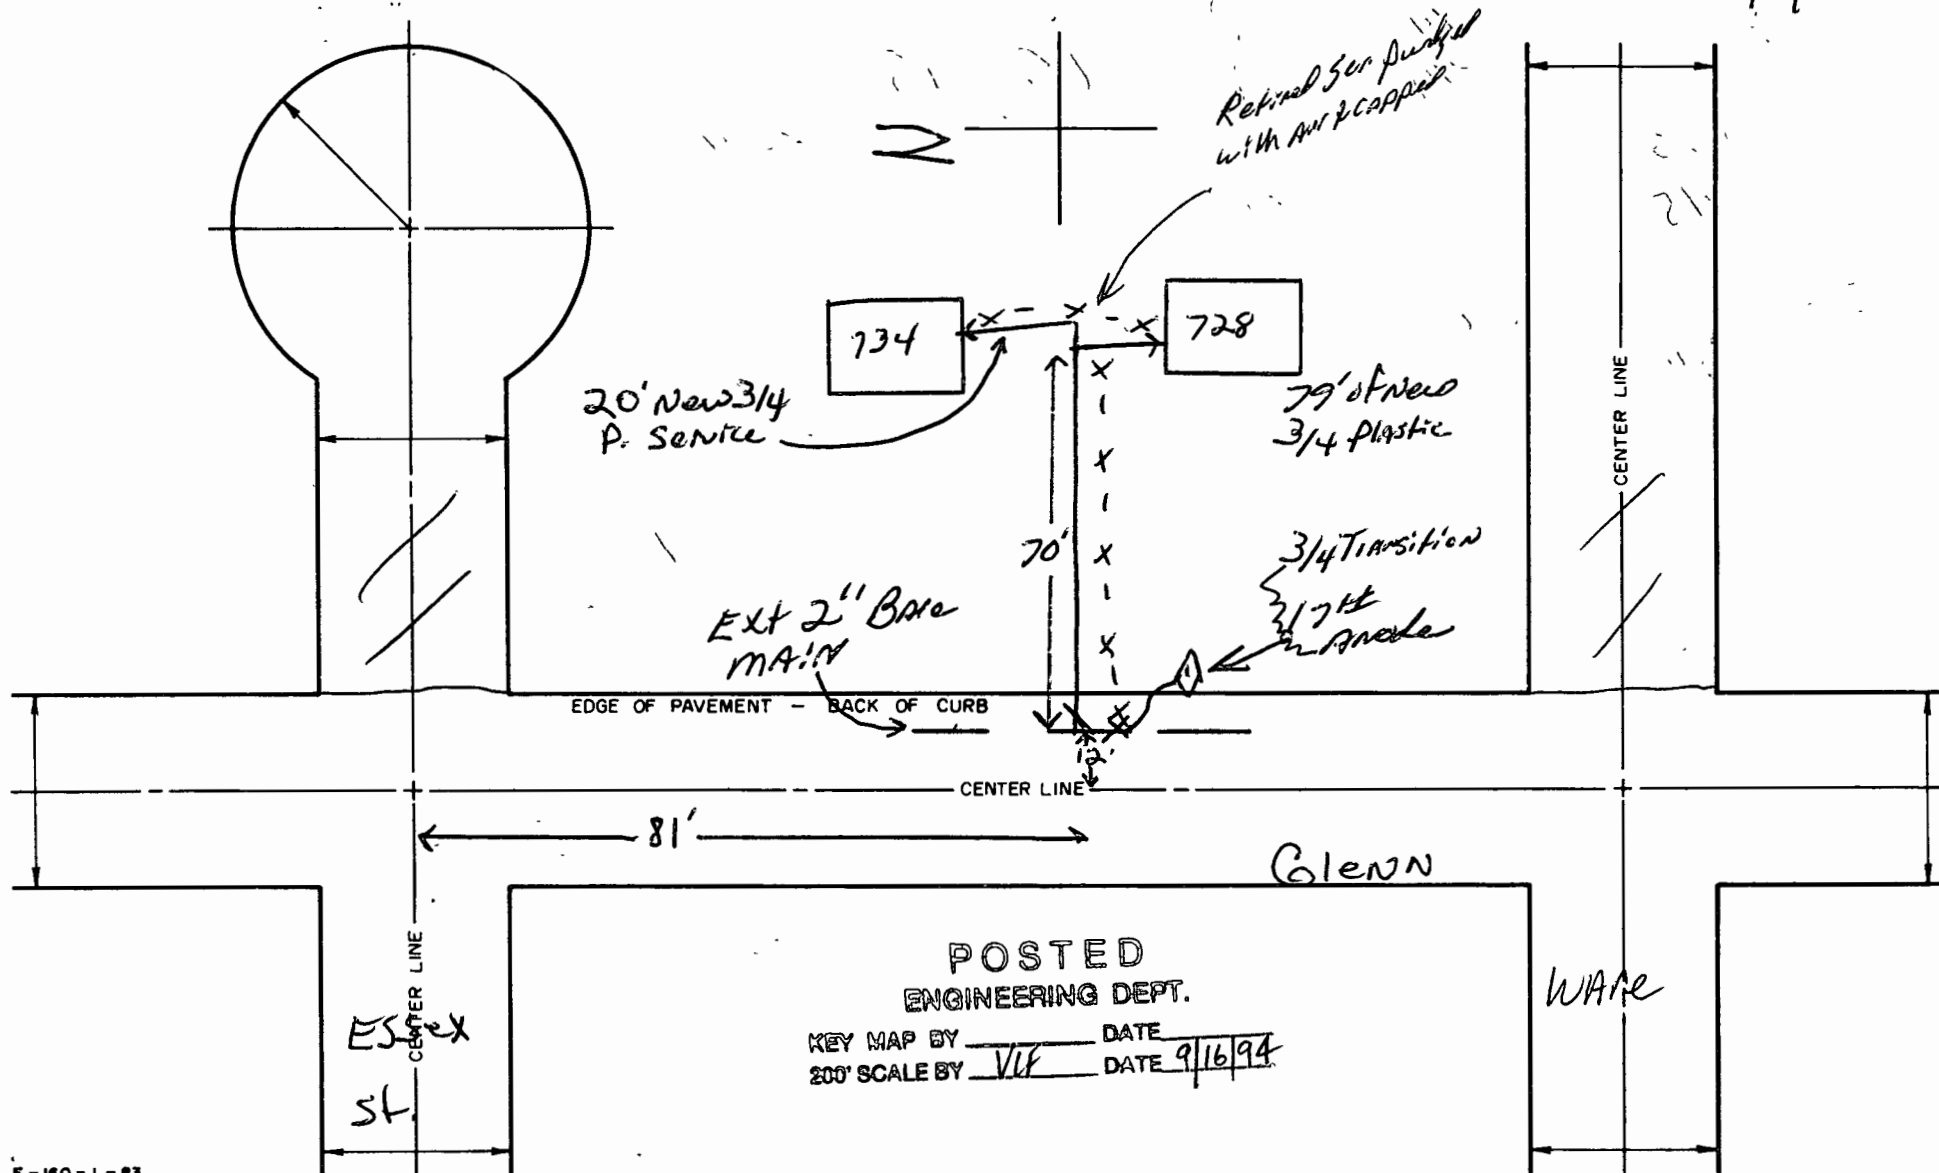 Retired Ser. Purged
with Air & capped
N
734
728
20' New 3/4
P. Service
79' of New
3/4 Plastic
CENTER LINE
70'
3/4 Transition
17 #
Anode
Ext 2" Bare
MAIN
EDGE OF PAVEMENT — BACK OF CURB
12'
CENTER LINE
81'
Glenn
CENTER LINE
Essex
St.
Ware
POSTED
ENGINEERING DEPT.
KEY MAP BY ______ DATE ______
200' SCALE BY VLF DATE 9|16|94